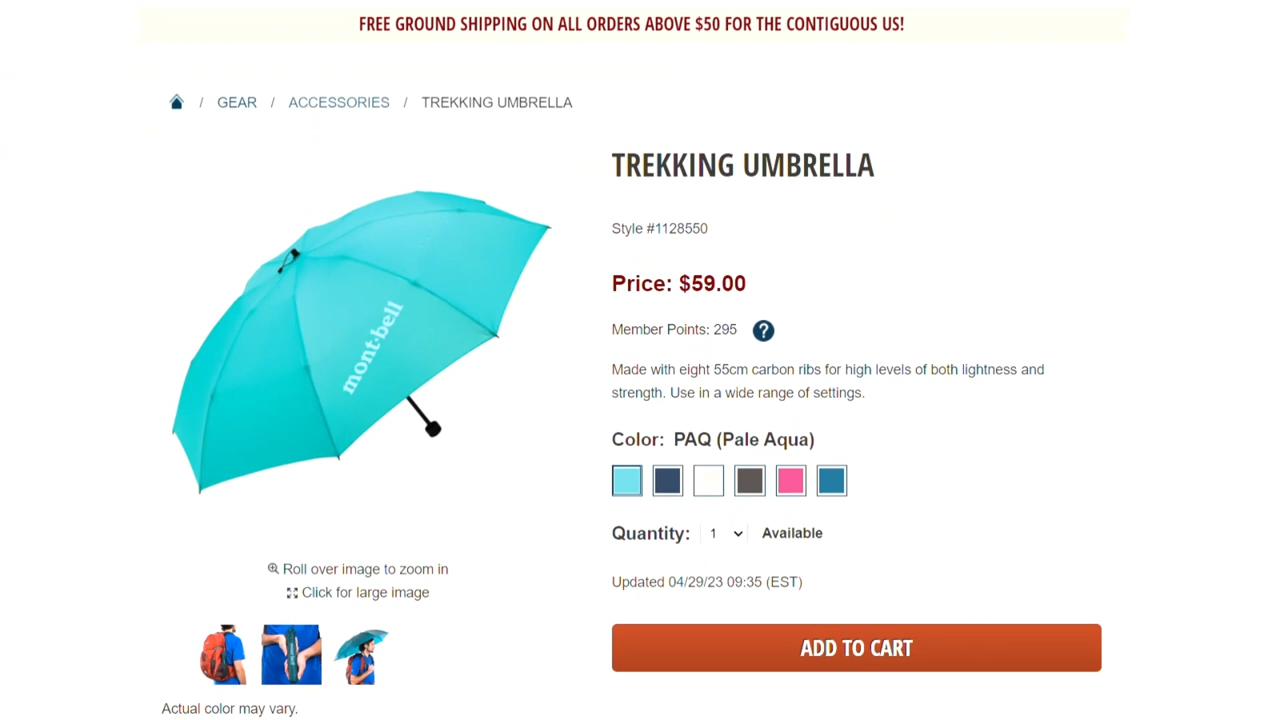 FREE GROUND SHIPPING ON ALL ORDERS ABOVE $50 FOR THE CONTIGUOUS US!
/ GEAR / ACCESSORIES / TREKKING UMBRELLA
TREKKING UMBRELLA
Style #1128550
Price: $59.00
Member Points: 295 ?
Made with eight 55cm carbon ribs for high levels of both lightness and
strength. Use in a wide range of settings.
Color: PAQ (Pale Aqua)
Quantity: 1 Available
Updated 04/29/23 09:35 (EST)
ADD TO CART
mont-bell
Roll over image to zoom in
Click for large image
Actual color may vary.